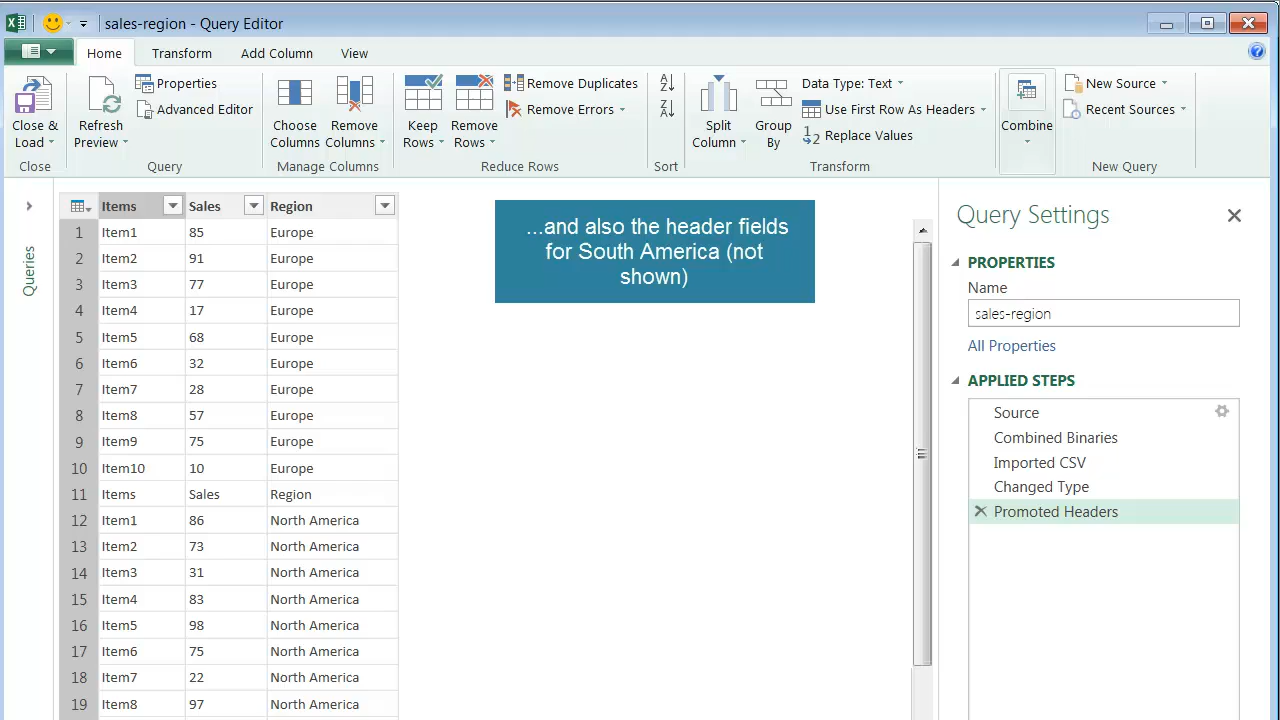 sales-region - Query Editor
Home Transform Add Column View
Close & Load
Refresh Preview
Properties
Advanced Editor
Choose Columns
Remove Columns
Keep Rows
Remove Rows
Remove Duplicates
Remove Errors
Split Column
Group By
Data Type: Text
Use First Row As Headers
Replace Values
Combine
New Source
Recent Sources
Close Query Manage Columns Reduce Rows Sort Transform New Query
Queries
Items Sales Region
1 Item1 85 Europe
2 Item2 91 Europe
3 Item3 77 Europe
4 Item4 17 Europe
5 Item5 68 Europe
6 Item6 32 Europe
7 Item7 28 Europe
8 Item8 57 Europe
9 Item9 75 Europe
10 Item10 10 Europe
11 Items Sales Region
12 Item1 86 North America
13 Item2 73 North America
14 Item3 31 North America
15 Item4 83 North America
16 Item5 98 North America
17 Item6 75 North America
18 Item7 22 North America
19 Item8 97 North America
...and also the header fields
for South America (not
shown)
Query Settings
PROPERTIES
Name
sales-region
All Properties
APPLIED STEPS
Source
Combined Binaries
Imported CSV
Changed Type
Promoted Headers